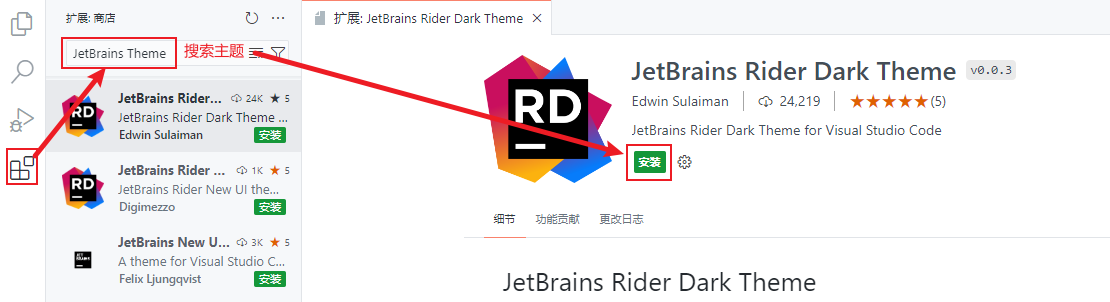 扩展: 商店
JetBrains Theme
搜索主题
JetBrains Rider... 24K ★ 5
JetBrains Rider Dark Theme ...
Edwin Sulaiman 安装
RD
JetBrains Rider ... 1K ★ 5
JetBrains Rider New UI the...
Digimezzo 安装
RD
JetBrains New U... 3K ★ 5
A theme for Visual Studio C...
Felix Ljungqvist 安装
扩展: JetBrains Rider Dark Theme ×
RD
JetBrains Rider Dark Theme v0.0.3
Edwin Sulaiman | 24,219 | ★★★★★(5)
JetBrains Rider Dark Theme for Visual Studio Code
安装
细节 功能贡献 更改日志
JetBrains Rider Dark Theme